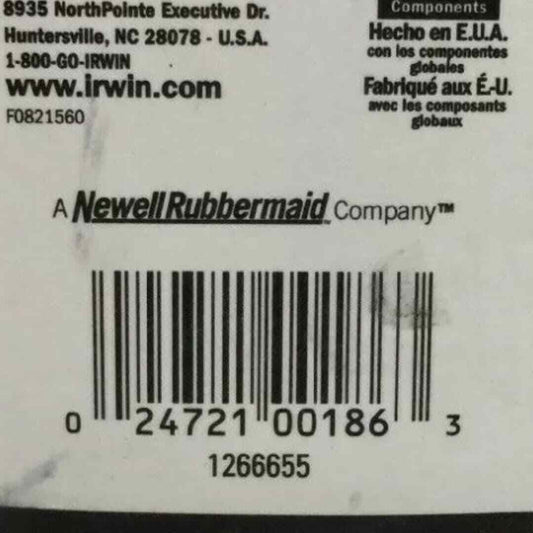 8935 NorthPointe Executive Dr.
Huntersville, NC 28078 - U.S.A.
1-800-GO-IRWIN
www.irwin.com
F0821560
Components
Hecho en E.U.A.
con los componentes
globales
Fabriqué aux É.-U.
avec les composants
globaux
A NewellRubbermaid Company™
0 24721 00186 3
1266655